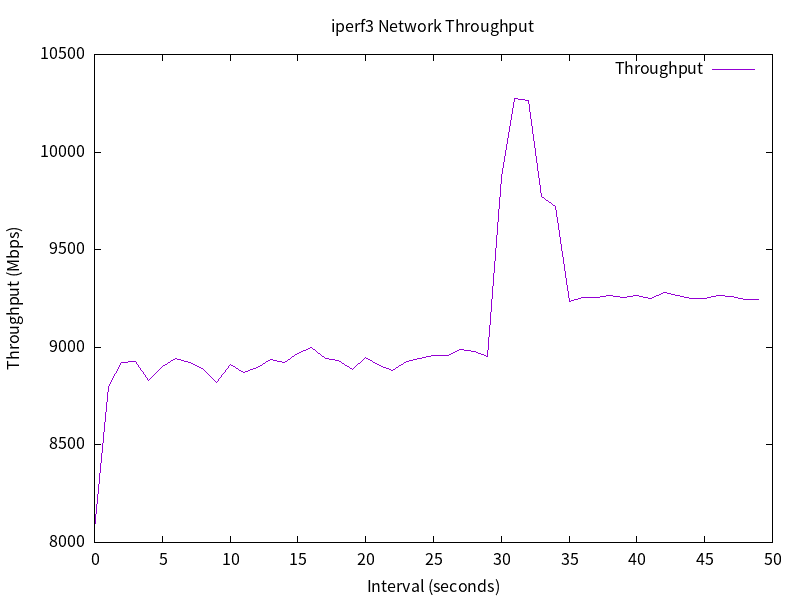 iperf3 Network Throughput
Throughput
Throughput (Mbps)
10500
10000
9500
9000
8500
8000
0 5 10 15 20 25 30 35 40 45 50
Interval (seconds)